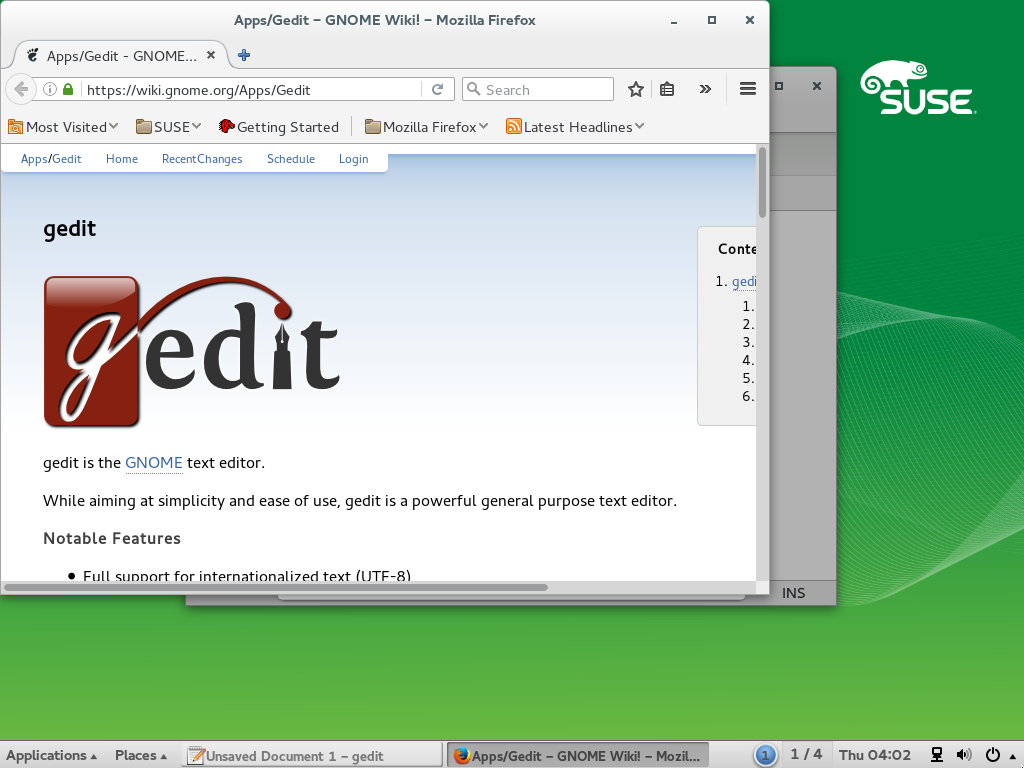 Apps/Gedit – GNOME Wiki! – Mozilla Firefox
Apps/Gedit - GNOME...
https://wiki.gnome.org/Apps/Gedit
Search
Most Visited
SUSE
Getting Started
Mozilla Firefox
Latest Headlines
SUSE
Apps/Gedit
Home
RecentChanges
Schedule
Login
gedit
Conte
1. gedi
1.
2.
3.
4.
5.
6.
gedit
gedit is the GNOME text editor.
While aiming at simplicity and ease of use, gedit is a powerful general purpose text editor.
Notable Features
• Full support for internationalized text (UTF-8)
INS
Applications
Places
Unsaved Document 1 – gedit
Apps/Gedit – GNOME Wiki! – Mozil...
1
1 / 4
Thu 04:02